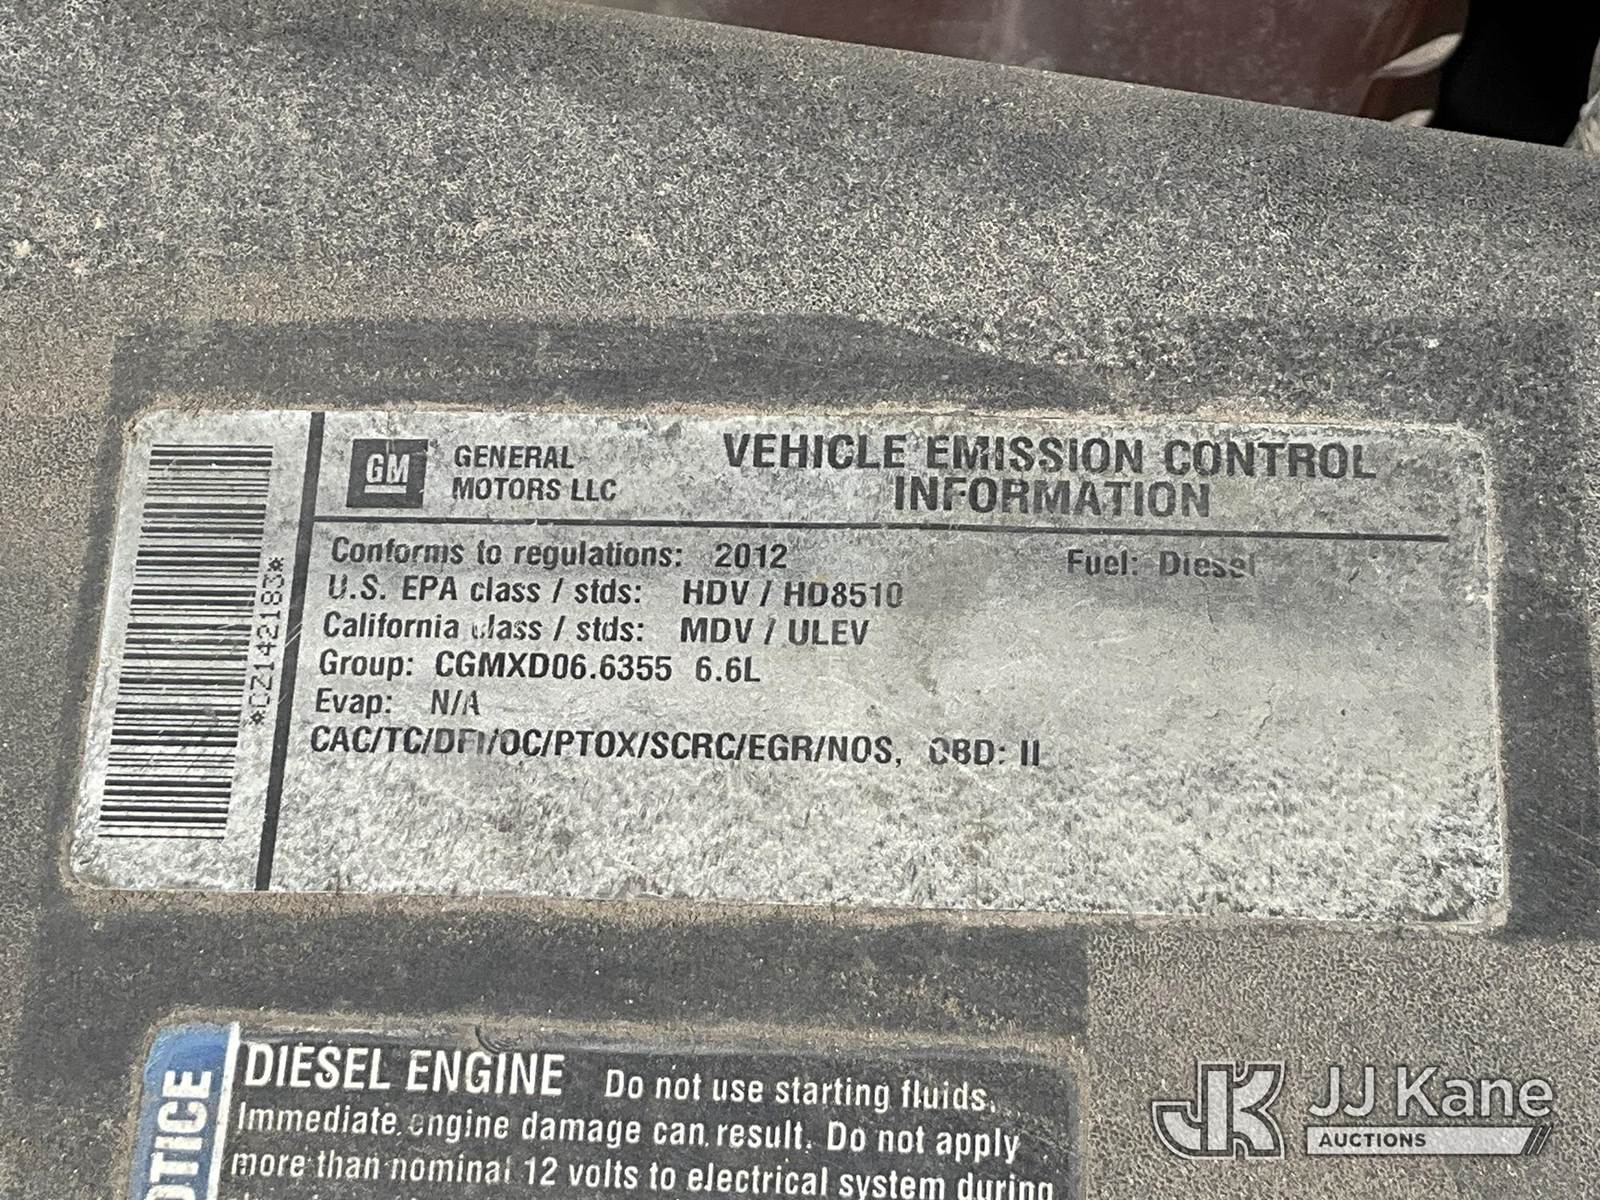 GM GENERAL MOTORS LLC
VEHICLE EMISSION CONTROL
INFORMATION
Conforms to regulations: 2012 Fuel: Diesel
U.S. EPA class / stds: HDV / HD8510
California class / stds: MDV / ULEV
Group: CGMXD06.6355 6.6L
Evap: N/A
CAC/TC/DFI/OC/PTOX/SCRC/EGR/NOS, OBD: II
*CZ142183*
DIESEL ENGINE Do not use starting fluids.
Immediate engine damage can result. Do not apply
more than nominal 12 volts to electrical system during
JK JJ Kane
AUCTIONS